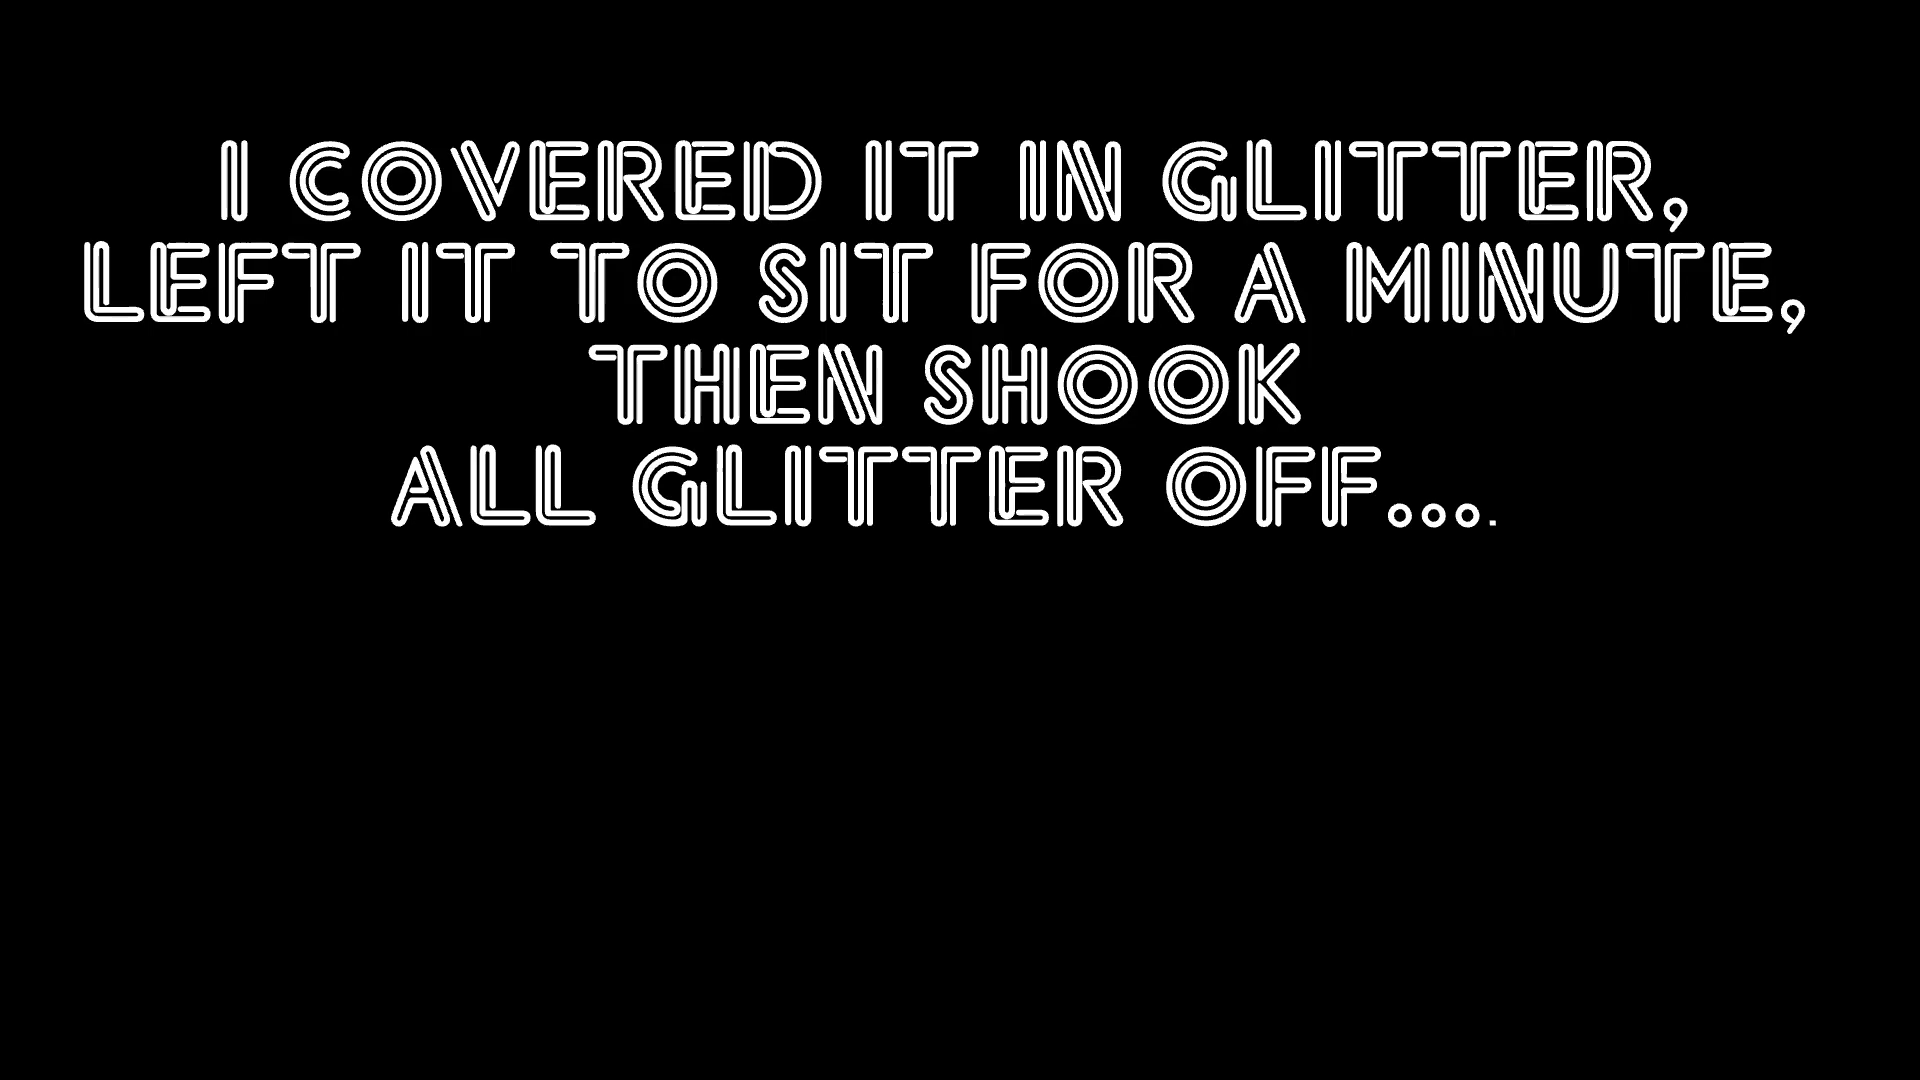 I COVERED IT IN GLITTER,
LEFT IT TO SIT FOR A MINUTE,
THEN SHOOK
ALL GLITTER OFF....